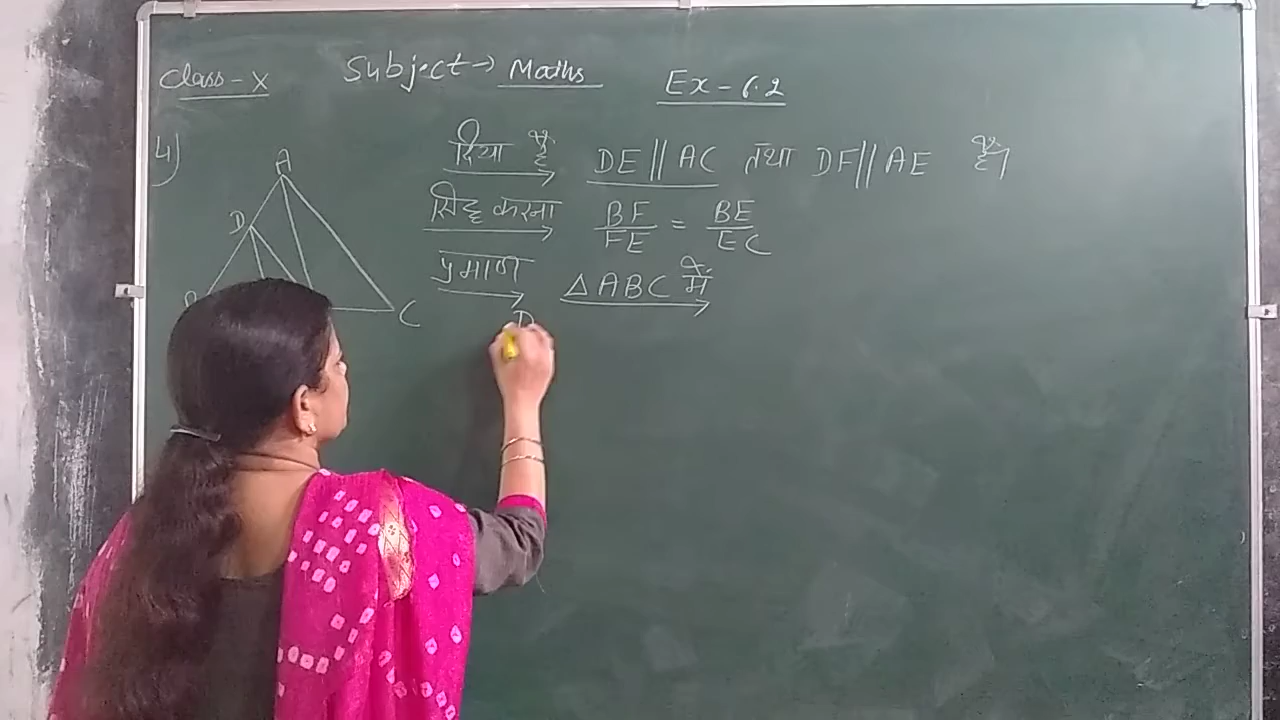 Class - X Subject → Maths Ex - 6.2
4) दिया है DE || AC तथा DF || AE है।
सिद्ध करना BF/FE = BE/EC
प्रमाण △ABC में
D
A
D
C